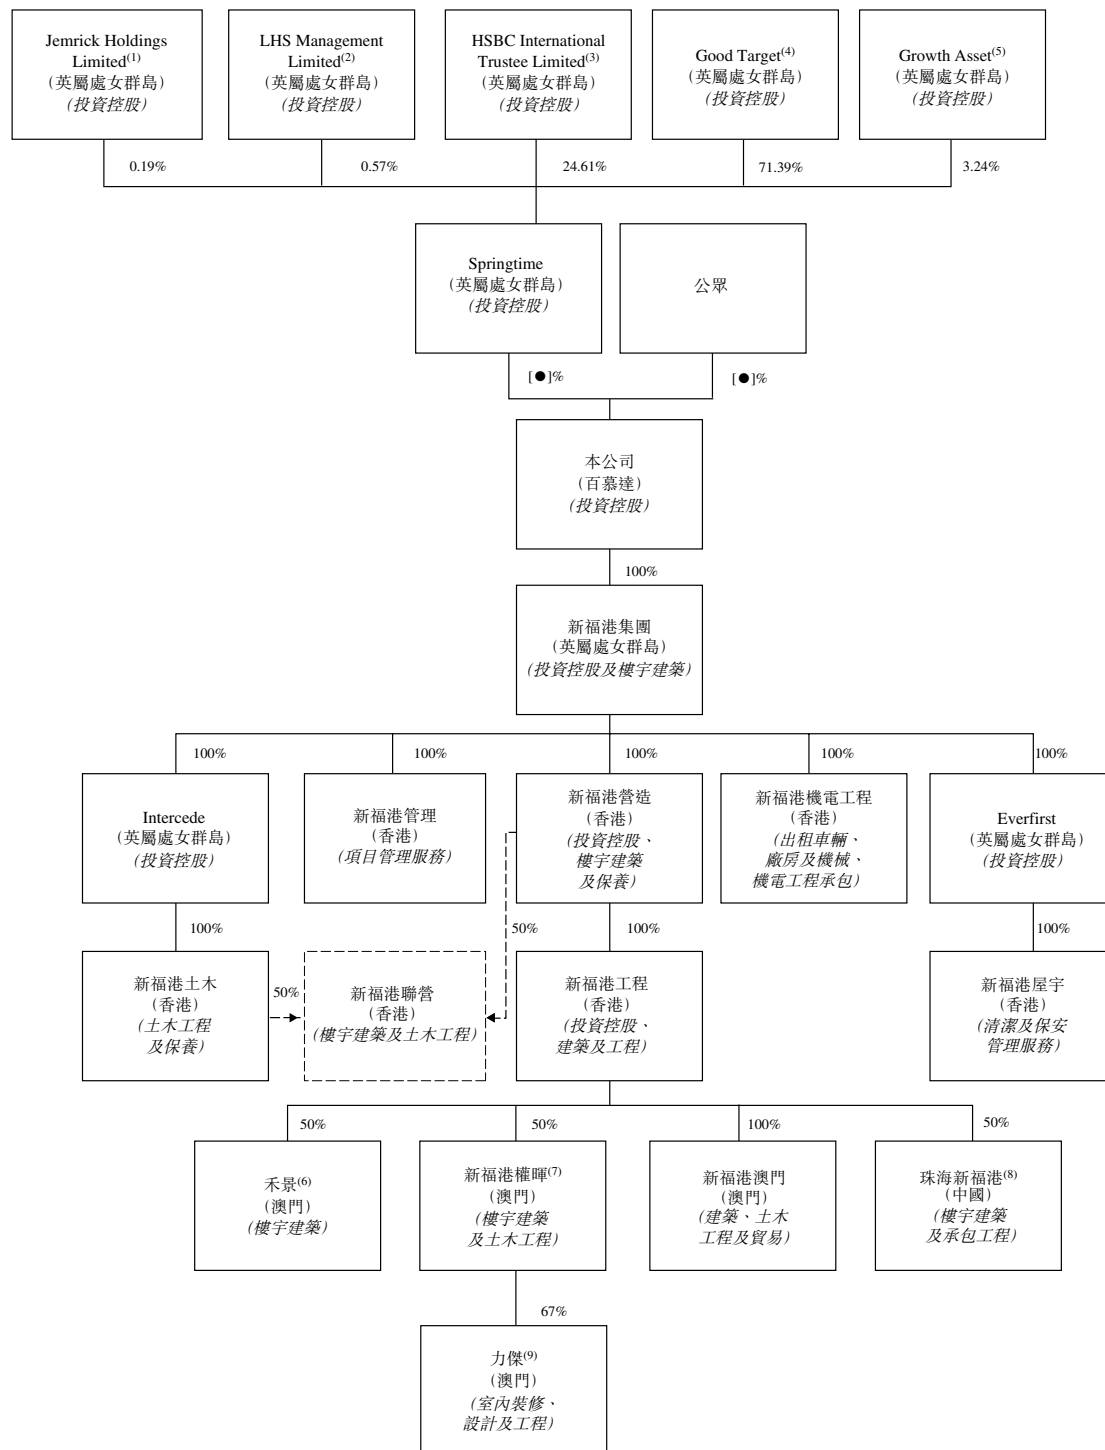 Jemrick Holdings
Limited(1)
(英屬處女群島)
(投資控股)
LHS Management
Limited(2)
(英屬處女群島)
(投資控股)
HSBC International
Trustee Limited(3)
(英屬處女群島)
(投資控股)
Good Target(4)
(英屬處女群島)
(投資控股)
Growth Asset(5)
(英屬處女群島)
(投資控股)
0.19%
0.57%
24.61%
71.39%
3.24%
Springtime
(英屬處女群島)
(投資控股)
公眾
[●]%
[●]%
本公司
(百慕達)
(投資控股)
100%
新福港集團
(英屬處女群島)
(投資控股及樓宇建築)
100%
100%
100%
100%
100%
Intercede
(英屬處女群島)
(投資控股)
新福港管理
(香港)
(項目管理服務)
新福港營造
(香港)
(投資控股、
樓宇建築
及保養)
新福港機電工程
(香港)
(出租車輛、
廠房及機械、
機電工程承包)
Everfirst
(英屬處女群島)
(投資控股)
100%
50%
100%
100%
新福港土木
(香港)
(土木工程
及保養)
50%
新福港聯營
(香港)
(樓宇建築及土木工程)
新福港工程
(香港)
(投資控股、
建築及工程)
新福港屋宇
(香港)
(清潔及保安
管理服務)
50%
50%
100%
50%
禾景(6)
(澳門)
(樓宇建築)
新福港權暉(7)
(澳門)
(樓宇建築
及土木工程)
新福港澳門
(澳門)
(建築、土木
工程及貿易)
珠海新福港(8)
(中國)
(樓宇建築
及承包工程)
67%
力傑(9)
(澳門)
(室內裝修、
設計及工程)